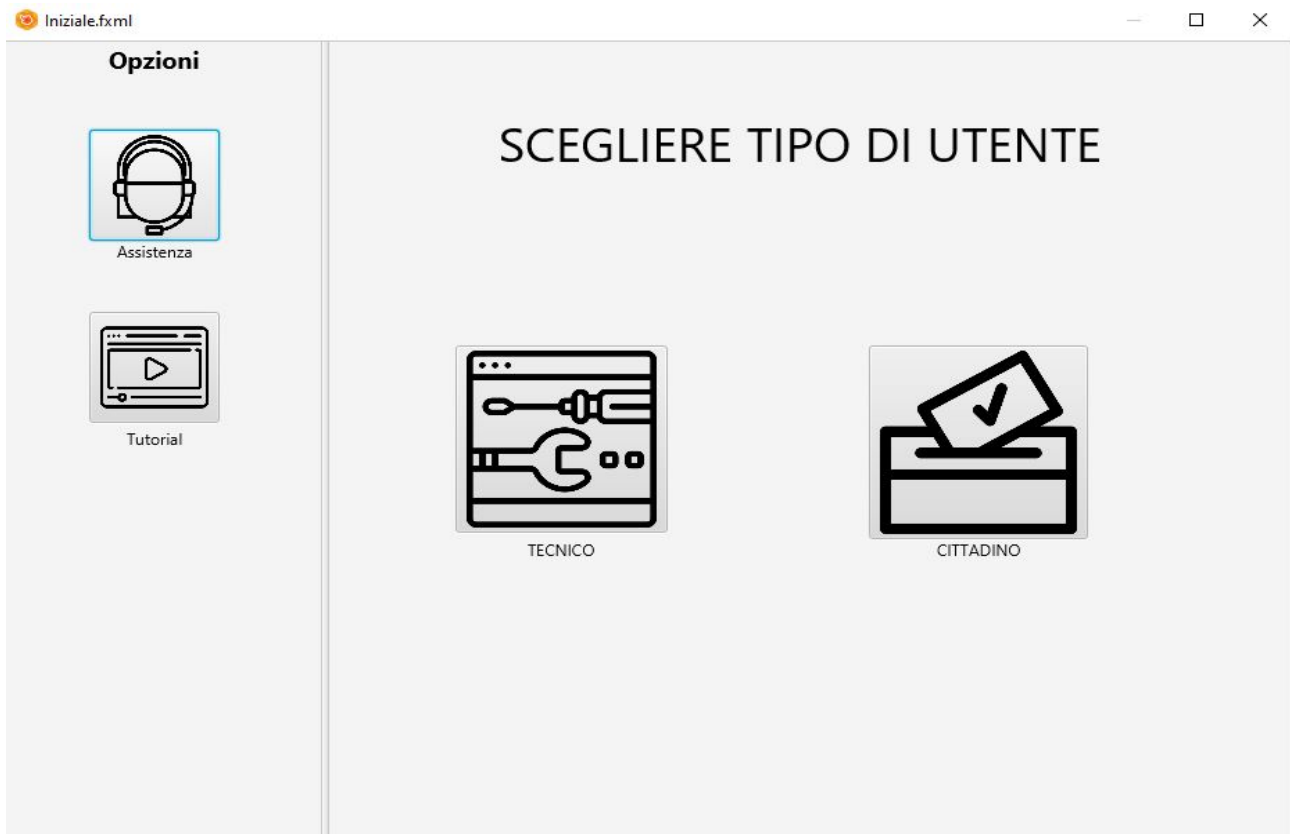 Iniziale.fxml
Opzioni
Assistenza
Tutorial
SCEGLIERE TIPO DI UTENTE
TECNICO
CITTADINO